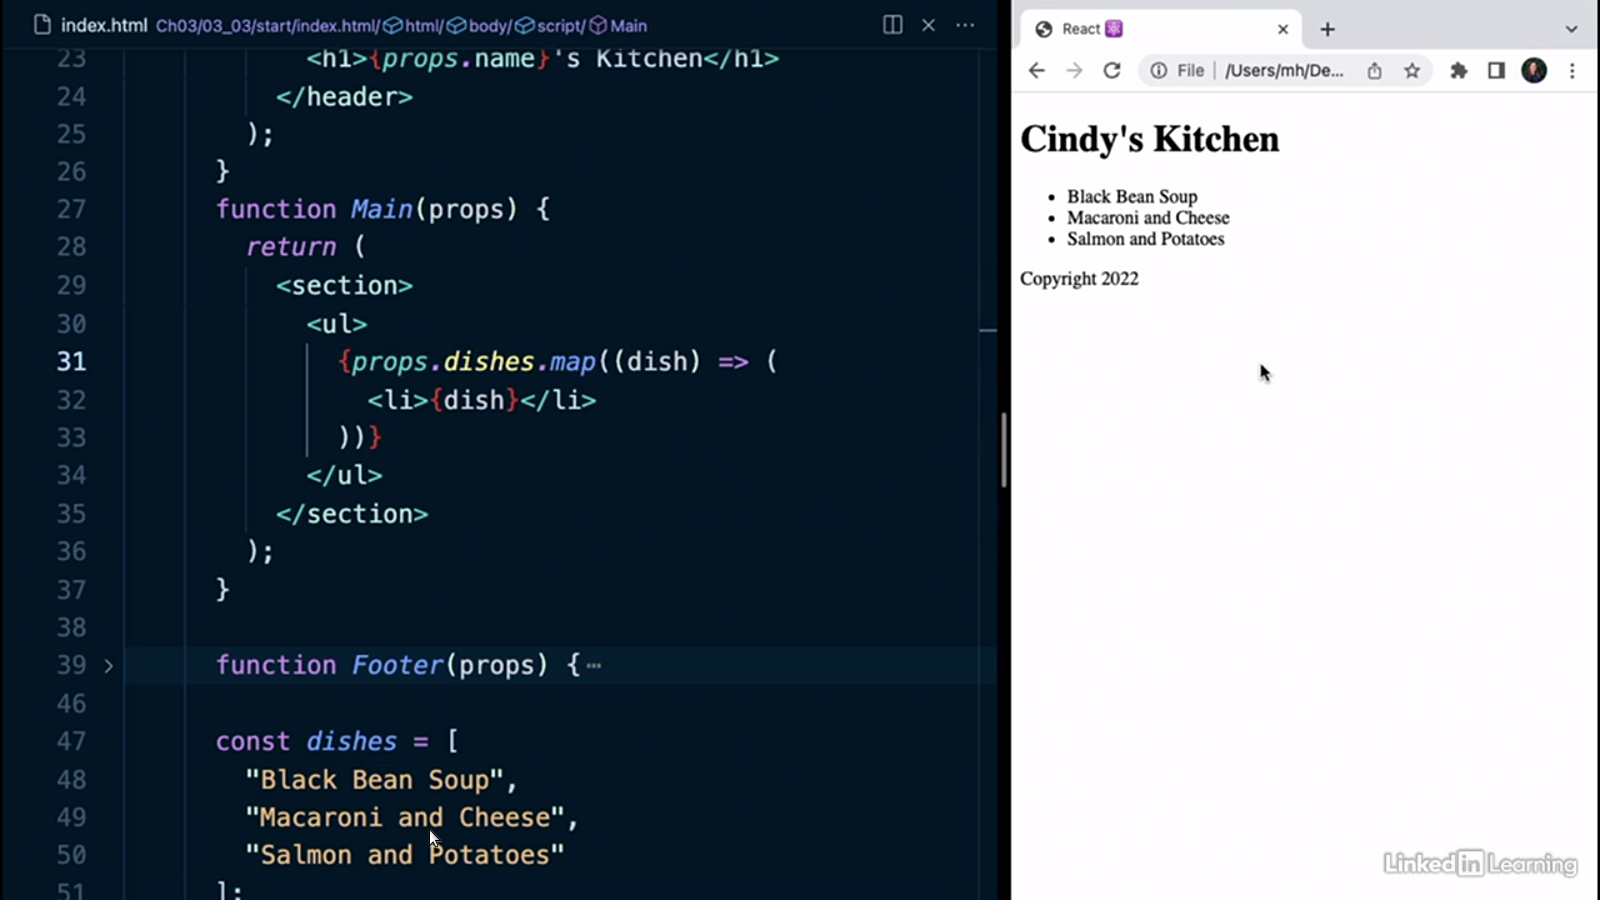 index.html Ch03/03_03/start/index.html/ html/ body/ script/ Main
23 <h1>{props.name}'s Kitchen</h1>
24 </header>
25 );
26 }
27 function Main(props) {
28 return (
29 <section>
30 <ul>
31 {props.dishes.map((dish) => (
32 <li>{dish}</li>
33 ))}
34 </ul>
35 </section>
36 );
37 }
38
39 function Footer(props) {
46
47 const dishes = [
48 "Black Bean Soup",
49 "Macaroni and Cheese",
50 "Salmon and Potatoes"
51 ];
React
File /Users/mh/De...
Cindy's Kitchen
• Black Bean Soup
• Macaroni and Cheese
• Salmon and Potatoes
Copyright 2022
Linked in Learning